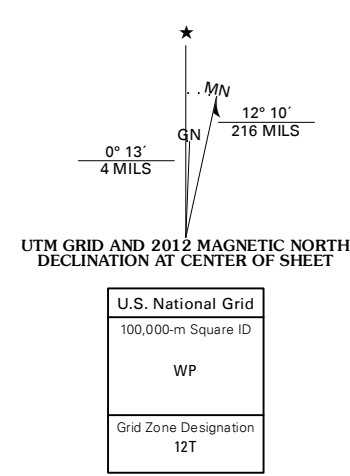 ★
MN
GN
12° 10´
216 MILS
0° 13´
4 MILS
UTM GRID AND 2012 MAGNETIC NORTH
DECLINATION AT CENTER OF SHEET
U.S. National Grid
100,000-m Square ID
WP
Grid Zone Designation
12T